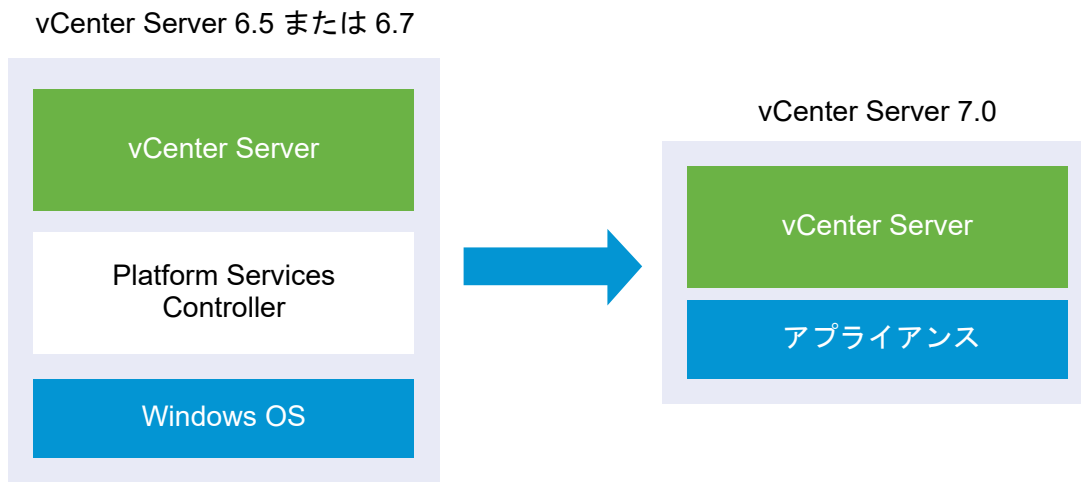 vCenter Server 6.5 または 6.7
vCenter Server
Platform Services
Controller
Windows OS
vCenter Server 7.0
vCenter Server
アプライアンス